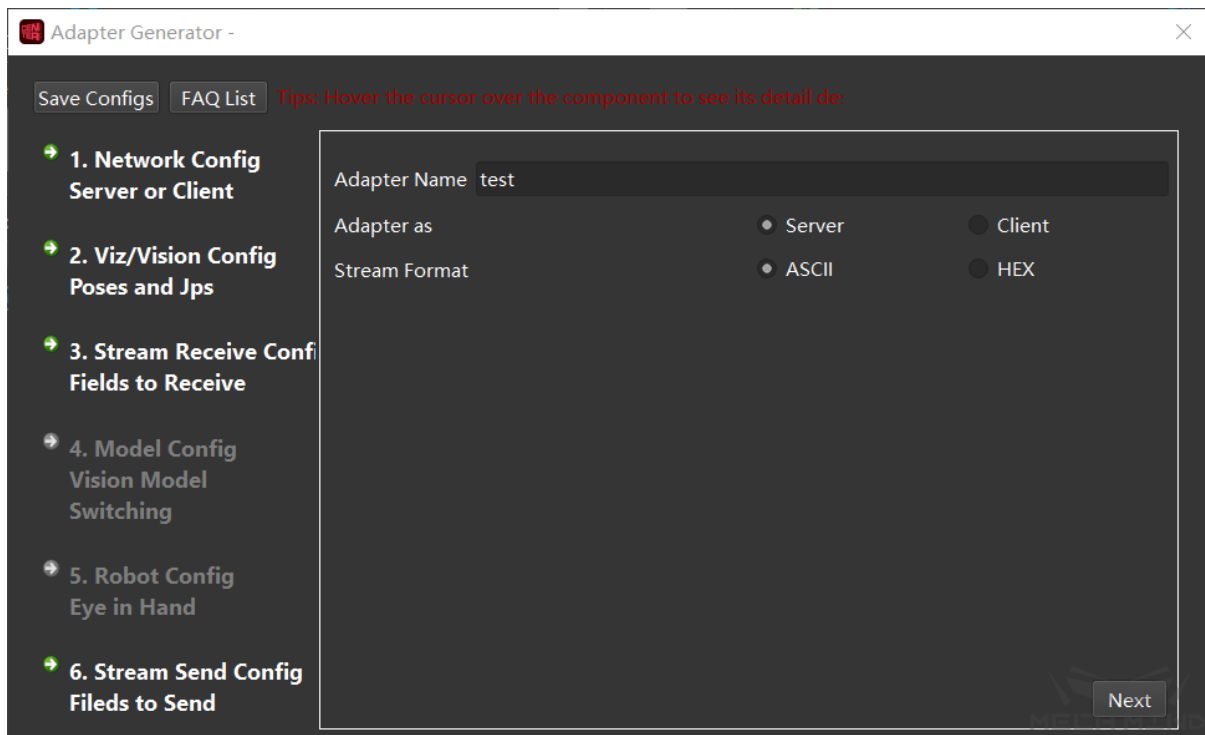 Adapter Generator -
Save Configs FAQ List Tips: Hover the cursor over the component to see its detail de
1. Network Config
Server or Client
2. Viz/Vision Config
Poses and Jps
3. Stream Receive Confi
Fields to Receive
4. Model Config
Vision Model
Switching
5. Robot Config
Eye in Hand
6. Stream Send Config
Fileds to Send
Adapter Name test
Adapter as Server Client
Stream Format ASCII HEX
Next
MECH MIND